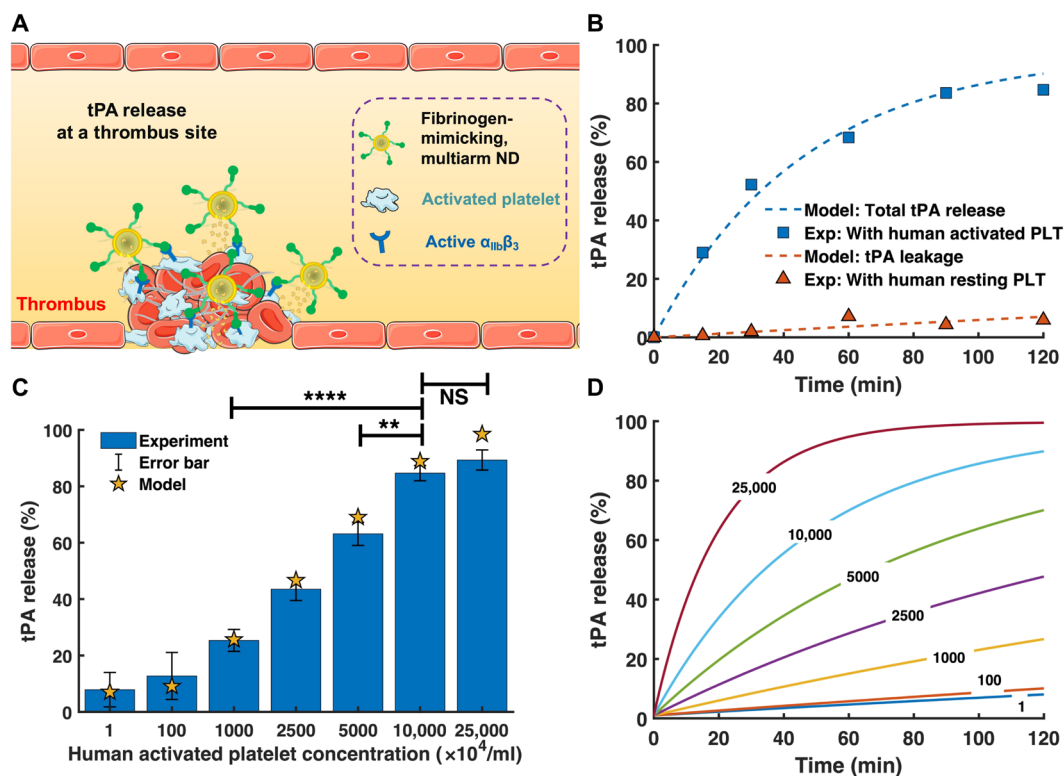 A
tPA release
at a thrombus site
Fibrinogen-
mimicking,
multiarm ND
Activated platelet
Active αIIbβ3
Thrombus
B
100
80
60
40
20
0
tPA release (%)
Model: Total tPA release
Exp: With human activated PLT
Model: tPA leakage
Exp: With human resting PLT
0 20 40 60 80 100 120
Time (min)
C
**** NS
**
100
80
60
40
20
0
tPA release (%)
Experiment
Error bar
Model
1 100 1000 2500 5000 10,000 25,000
Human activated platelet concentration (×10⁴/ml)
D
100
80
60
40
20
0
tPA release (%)
25,000
10,000
5000
2500
1000
100
1
0 20 40 60 80 100 120
Time (min)